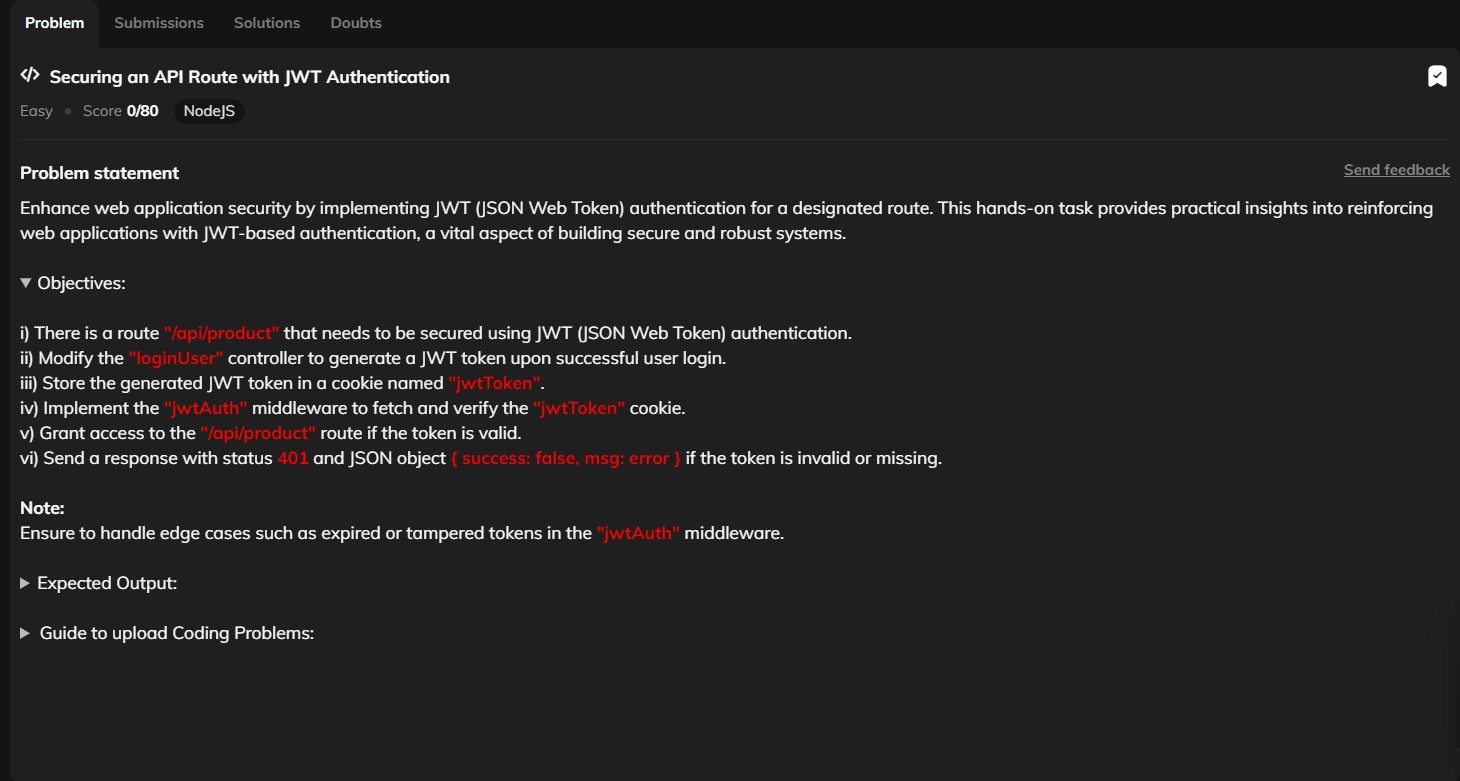 Problem Submissions Solutions Doubts
</> Securing an API Route with JWT Authentication
Easy • Score 0/80 NodeJS
Problem statement
Send feedback
Enhance web application security by implementing JWT (JSON Web Token) authentication for a designated route. This hands-on task provides practical insights into reinforcing
web applications with JWT-based authentication, a vital aspect of building secure and robust systems.
▼ Objectives:
i) There is a route "/api/product" that needs to be secured using JWT (JSON Web Token) authentication.
ii) Modify the "loginUser" controller to generate a JWT token upon successful user login.
iii) Store the generated JWT token in a cookie named "jwtToken".
iv) Implement the "jwtAuth" middleware to fetch and verify the "jwtToken" cookie.
v) Grant access to the "/api/product" route if the token is valid.
vi) Send a response with status 401 and JSON object { success: false, msg: error } if the token is invalid or missing.
Note:
Ensure to handle edge cases such as expired or tampered tokens in the "jwtAuth" middleware.
▶ Expected Output:
▶ Guide to upload Coding Problems: